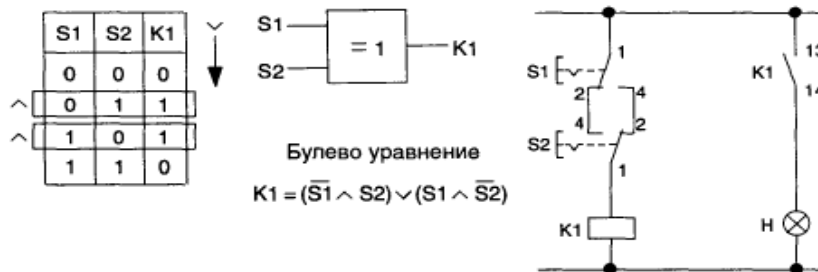 S1 S2 K1
0 0 0
0 1 1
1 0 1
1 1 0
S1
S2
= 1
K1
Булево уравнение
K1 = (S̅1̅ ∧ S2) ∨ (S1 ∧ S̅2̅)
S1
1
2 4
4 2
S2
1
K1
13
K1
14
H